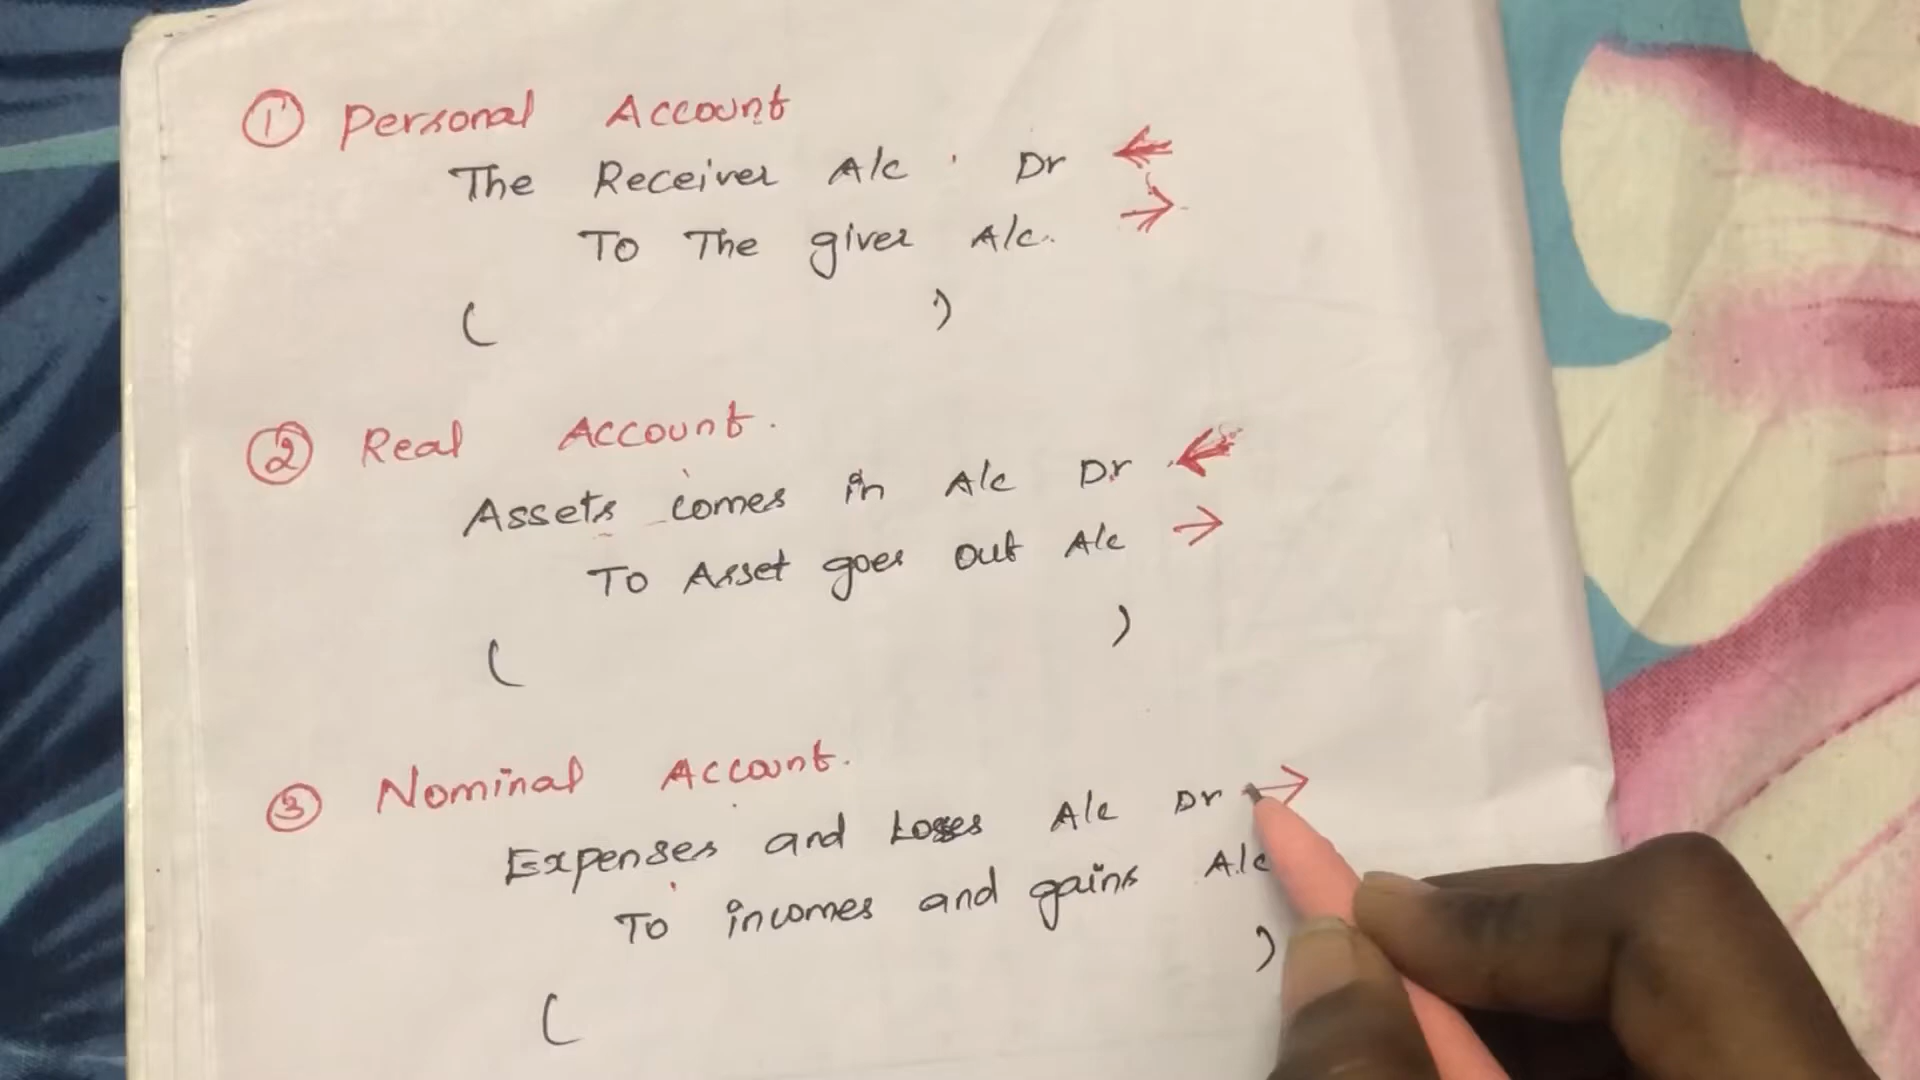 ① Personal Account
The Receiver A/c Dr ←
To The giver A/c. →
( )
② Real Account.
Assets comes in A/c Dr ←
To Asset goes out A/c →
( )
③ Nominal Account.
Expenses and Losses A/c Dr →
To incomes and gains A/c
( )